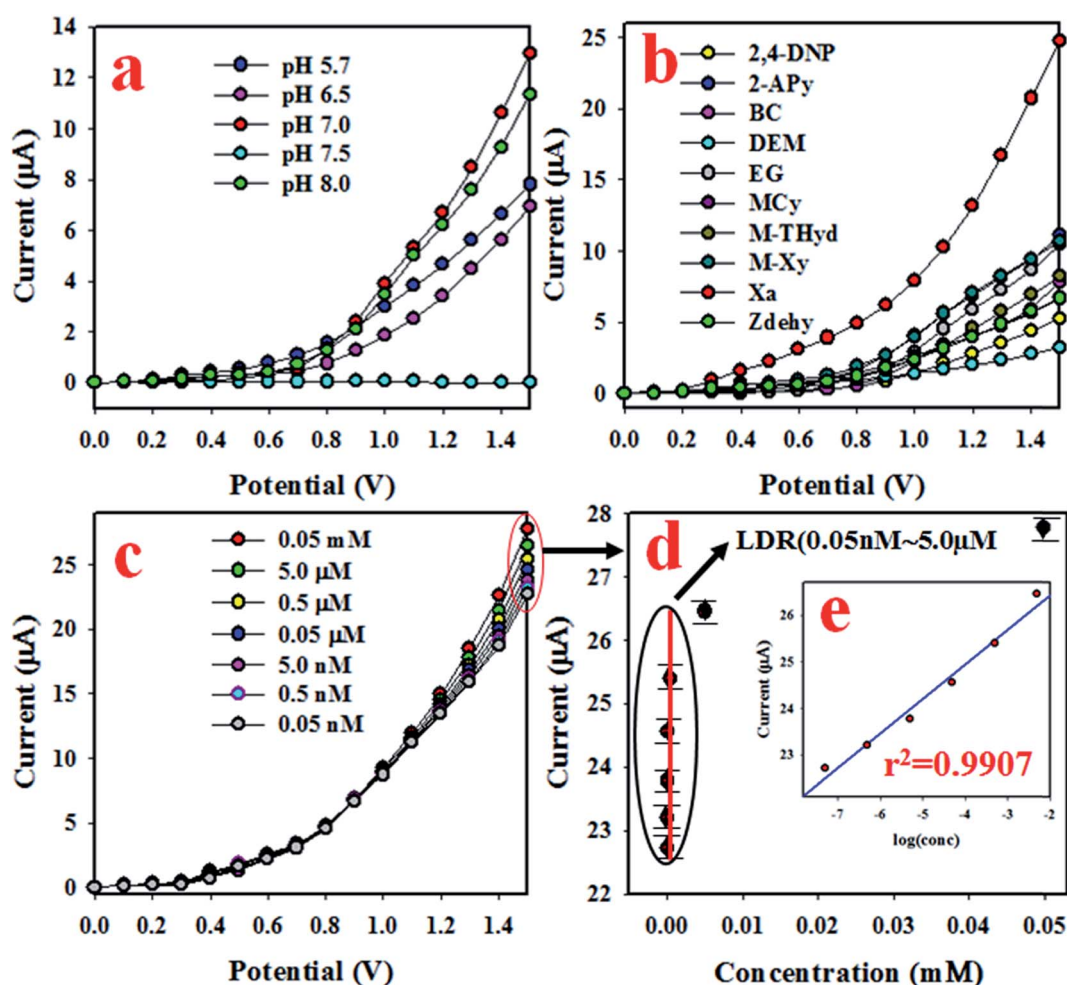 a
14
12
10
8
6
4
2
0
Current (µA)
0.0 0.2 0.4 0.6 0.8 1.0 1.2 1.4
Potential (V)
pH 5.7
pH 6.5
pH 7.0
pH 7.5
pH 8.0
b
25
20
15
10
5
0
Current (µA)
0.0 0.2 0.4 0.6 0.8 1.0 1.2 1.4
Potential (V)
2,4-DNP
2-APy
BC
DEM
EG
MCy
M-THyd
M-Xy
Xa
Zdehy
c
25
20
15
10
5
0
Current (µA)
0.0 0.2 0.4 0.6 0.8 1.0 1.2 1.4
Potential (V)
0.05 mM
5.0 µM
0.5 µM
0.05 µM
5.0 nM
0.5 nM
0.05 nM
d
LDR(0.05nM~5.0µM
28
27
26
25
24
23
22
Current (µA)
0.00 0.02 0.02 0.03 0.04 0.05
Concentration (mM)
e
26
25
24
23
Current (µA)
r²=0.9907
-7 -6 -5 -4 -3 -2
log(conc)